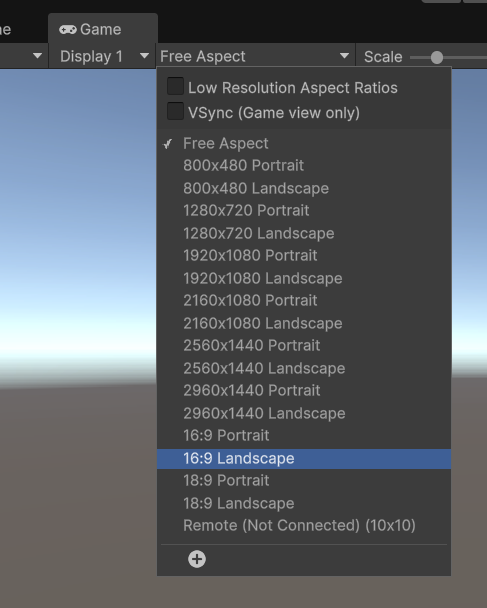 ne
Game
Display 1
Free Aspect
Scale
Low Resolution Aspect Ratios
VSync (Game view only)
Free Aspect
800x480 Portrait
800x480 Landscape
1280x720 Portrait
1280x720 Landscape
1920x1080 Portrait
1920x1080 Landscape
2160x1080 Portrait
2160x1080 Landscape
2560x1440 Portrait
2560x1440 Landscape
2960x1440 Portrait
2960x1440 Landscape
16:9 Portrait
16:9 Landscape
18:9 Portrait
18:9 Landscape
Remote (Not Connected) (10x10)